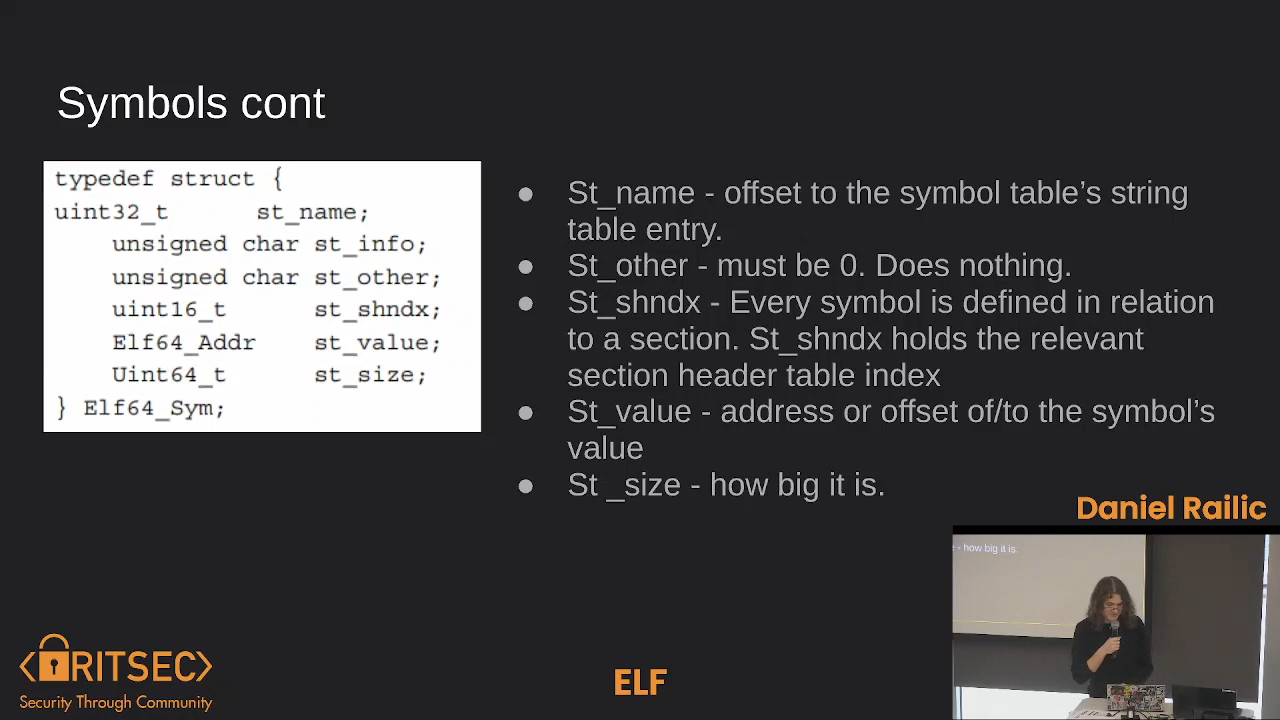 Symbols cont
typedef struct {
uint32_t st_name;
unsigned char st_info;
unsigned char st_other;
uint16_t st_shndx;
Elf64_Addr st_value;
Uint64_t st_size;
} Elf64_Sym;
● St_name - offset to the symbol table’s string
table entry.
● St_other - must be 0. Does nothing.
● St_shndx - Every symbol is defined in relation
to a section. St_shndx holds the relevant
section header table index
● St_value - address or offset of/to the symbol’s
value
● St _size - how big it is.
Daniel Railic
e - how big it is.
<RITSEC>
Security Through Community
ELF